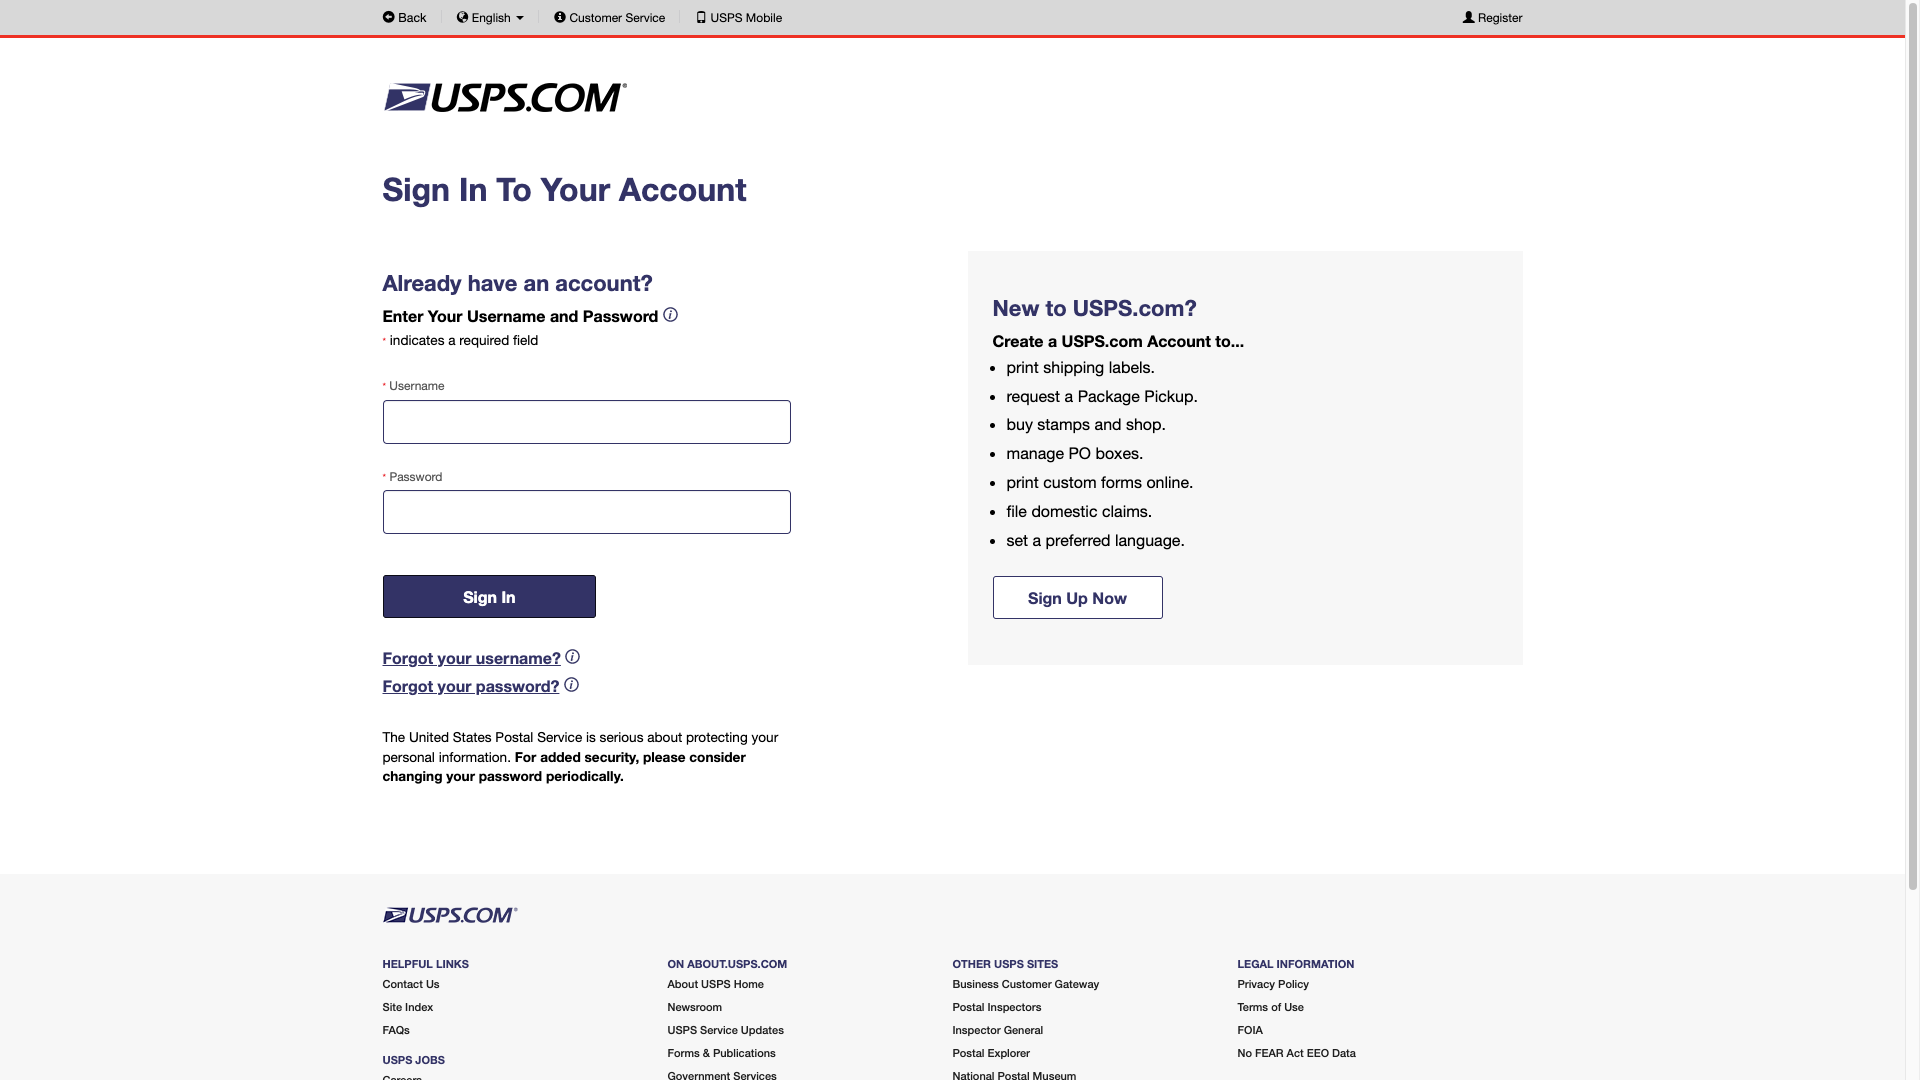 Back
English
Customer Service
USPS Mobile
Register
USPS.COM®
Sign In To Your Account
Already have an account?
Enter Your Username and Password
* indicates a required field
* Username
* Password
Sign In
Forgot your username?
Forgot your password?
The United States Postal Service is serious about protecting your
personal information. For added security, please consider
changing your password periodically.
New to USPS.com?
Create a USPS.com Account to...
• print shipping labels.
• request a Package Pickup.
• buy stamps and shop.
• manage PO boxes.
• print custom forms online.
• file domestic claims.
• set a preferred language.
Sign Up Now
USPS.COM®
HELPFUL LINKS
Contact Us
Site Index
FAQs
USPS JOBS
Careers
ON ABOUT.USPS.COM
About USPS Home
Newsroom
USPS Service Updates
Forms & Publications
Government Services
OTHER USPS SITES
Business Customer Gateway
Postal Inspectors
Inspector General
Postal Explorer
National Postal Museum
LEGAL INFORMATION
Privacy Policy
Terms of Use
FOIA
No FEAR Act EEO Data